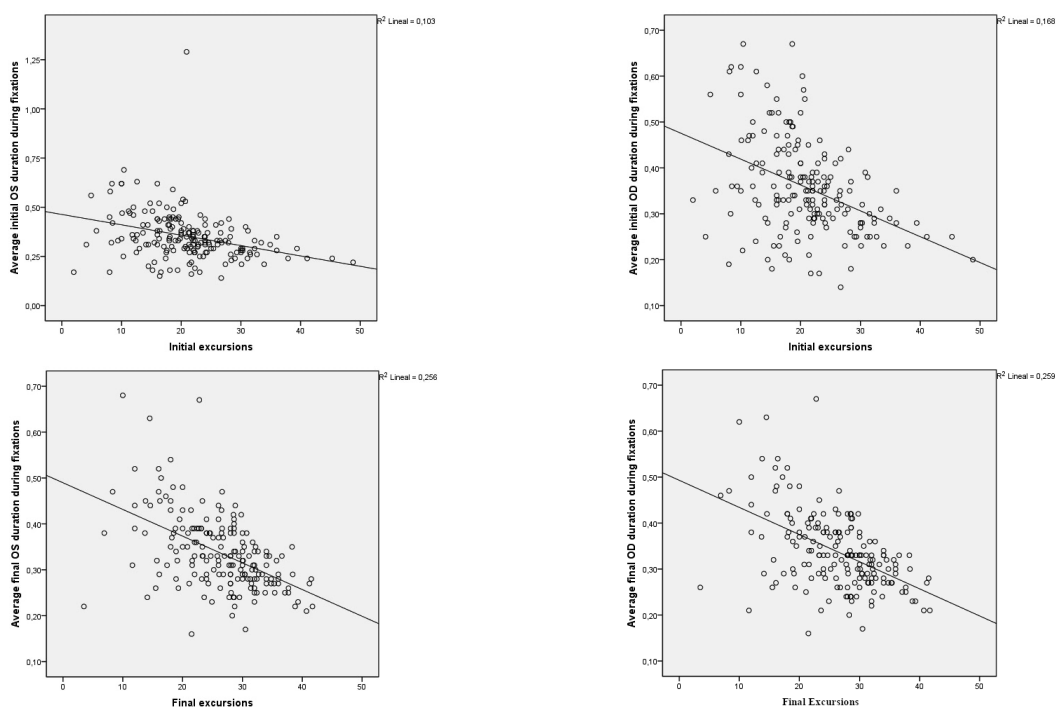 R² Lineal = 0,103
Average initial OS duration during fixations
1,25
1,00
0,75
0,50
0,25
0,00
0 10 20 30 40 50
Initial excursions
R² Lineal = 0,168
Average initial OD duration during fixations
0,70
0,60
0,50
0,40
0,30
0,20
0,10
0 10 20 30 40 50
Initial excursions
R² Lineal = 0,256
Average final OS duration during fixations
0,70
0,60
0,50
0,40
0,30
0,20
0,10
0 10 20 30 40 50
Final excursions
R² Lineal = 0,259
Average final OD duration during fixations
0,70
0,60
0,50
0,40
0,30
0,20
0,10
0 10 20 30 40 50
Final Excursions